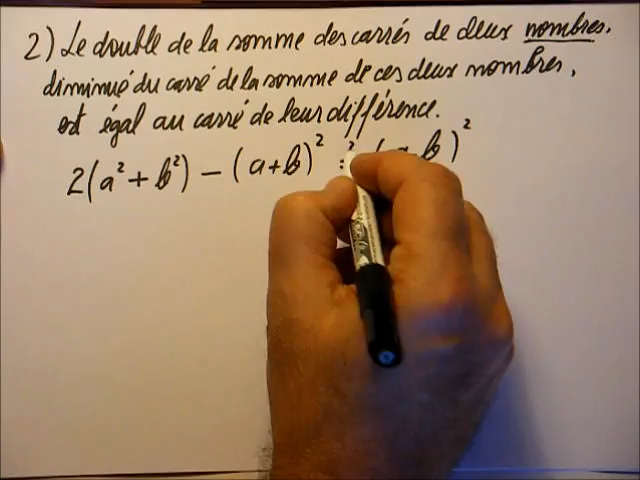 2) Le double de la somme des carrés de deux nombres,
diminué du carré de la somme de ces deux nombres,
est égal au carré de leur différence.
2(a² + b²) − (a+b)² =? (a-b)²